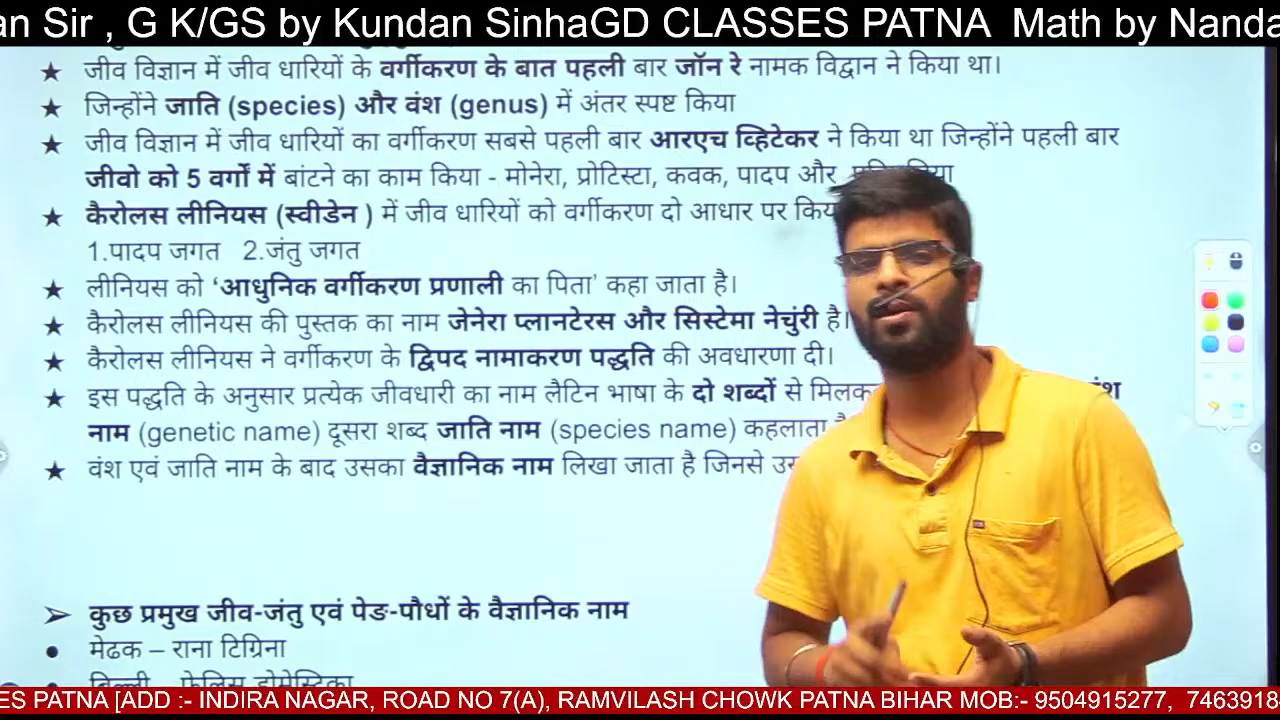 an Sir , G K/GS by Kundan SinhaGD CLASSES PATNA  Math by Nanda
★ जीव विज्ञान में जीव धारियों के वर्गीकरण के बात पहली बार जॉन रे नामक विद्वान ने किया था।
★ जिन्होंने जाति (species) और वंश (genus) में अंतर स्पष्ट किया
★ जीव विज्ञान में जीव धारियों का वर्गीकरण सबसे पहली बार आरएच व्हिटेकर ने किया था जिन्होंने पहली बार
जीवो को 5 वर्गों में बांटने का काम किया - मोनेरा, प्रोटिस्टा, कवक, पादप और
★ कैरोलस लीनियस (स्वीडेन ) में जीव धारियों को वर्गीकरण दो आधार पर
1.पादप जगत 2.जंतु जगत
★ लीनियस को ‘आधुनिक वर्गीकरण प्रणाली का पिता’ कहा जाता है।
★ कैरोलस लीनियस की पुस्तक का नाम जेनेरा प्लानटेरस और सिस्टेमा नेचुंरी है।
★ कैरोलस लीनियस ने वर्गीकरण के द्विपद नामाकरण पद्धति की अवधारणा दी।
★ इस पद्धति के अनुसार प्रत्येक जीवधारी का नाम लैटिन भाषा के दो शब्दों से
नाम (genetic name) दूसरा शब्द जाति नाम (species name) कहलाता
★ वंश एवं जाति नाम के बाद उसका वैज्ञानिक नाम लिखा जाता है जिनसे
➢ कुछ प्रमुख जीव-जंतु एवं पेङ-पौधों के वैज्ञानिक नाम
● मेढक – राना टिग्रिना
ES PATNA [ADD :- INDIRA NAGAR, ROAD NO 7(A), RAMVILASH CHOWK PATNA BIHAR MOB:- 9504915277, 7463918